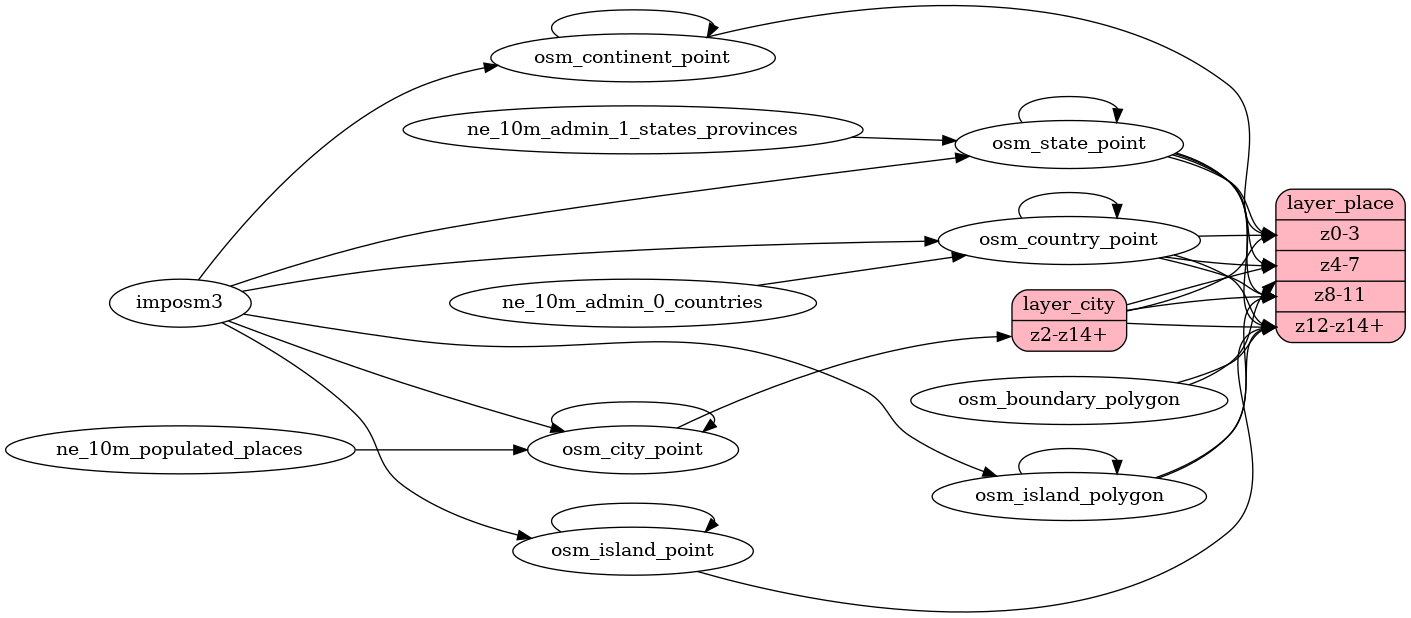 osm_continent_point
ne_10m_admin_1_states_provinces
osm_state_point
layer_place
z0-3
z4-7
z8-11
z12-z14+
osm_country_point
imposm3
ne_10m_admin_0_countries
layer_city
z2-z14+
osm_boundary_polygon
ne_10m_populated_places
osm_city_point
osm_island_polygon
osm_island_point